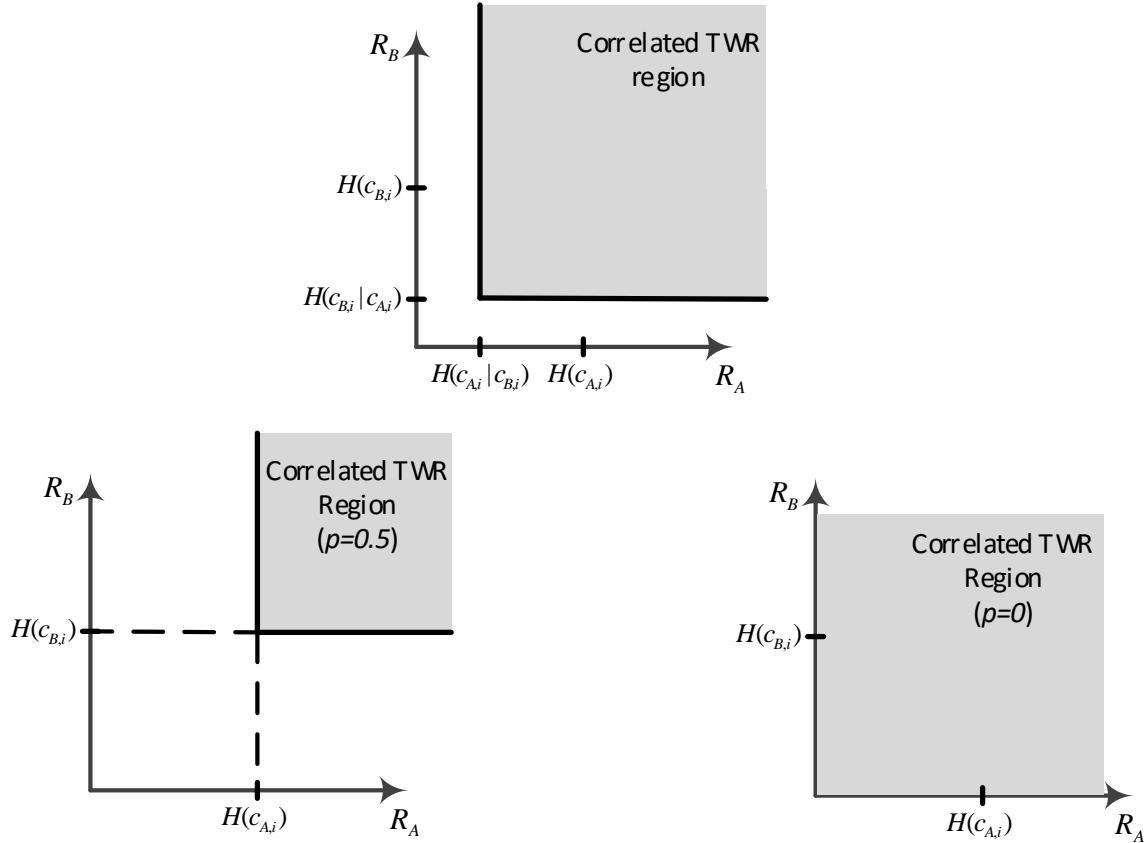 R_B
Correlated TWR
region
H(c_{B,i})
H(c_{B,i}|c_{A,i})
H(c_{A,i}|c_{B,i})
H(c_{A,i})
R_A
R_B
Correlated TWR
Region
(p=0.5)
H(c_{B,i})
H(c_{A,i})
R_A
R_B
Correlated TWR
Region
(p=0)
H(c_{B,i})
H(c_{A,i})
R_A